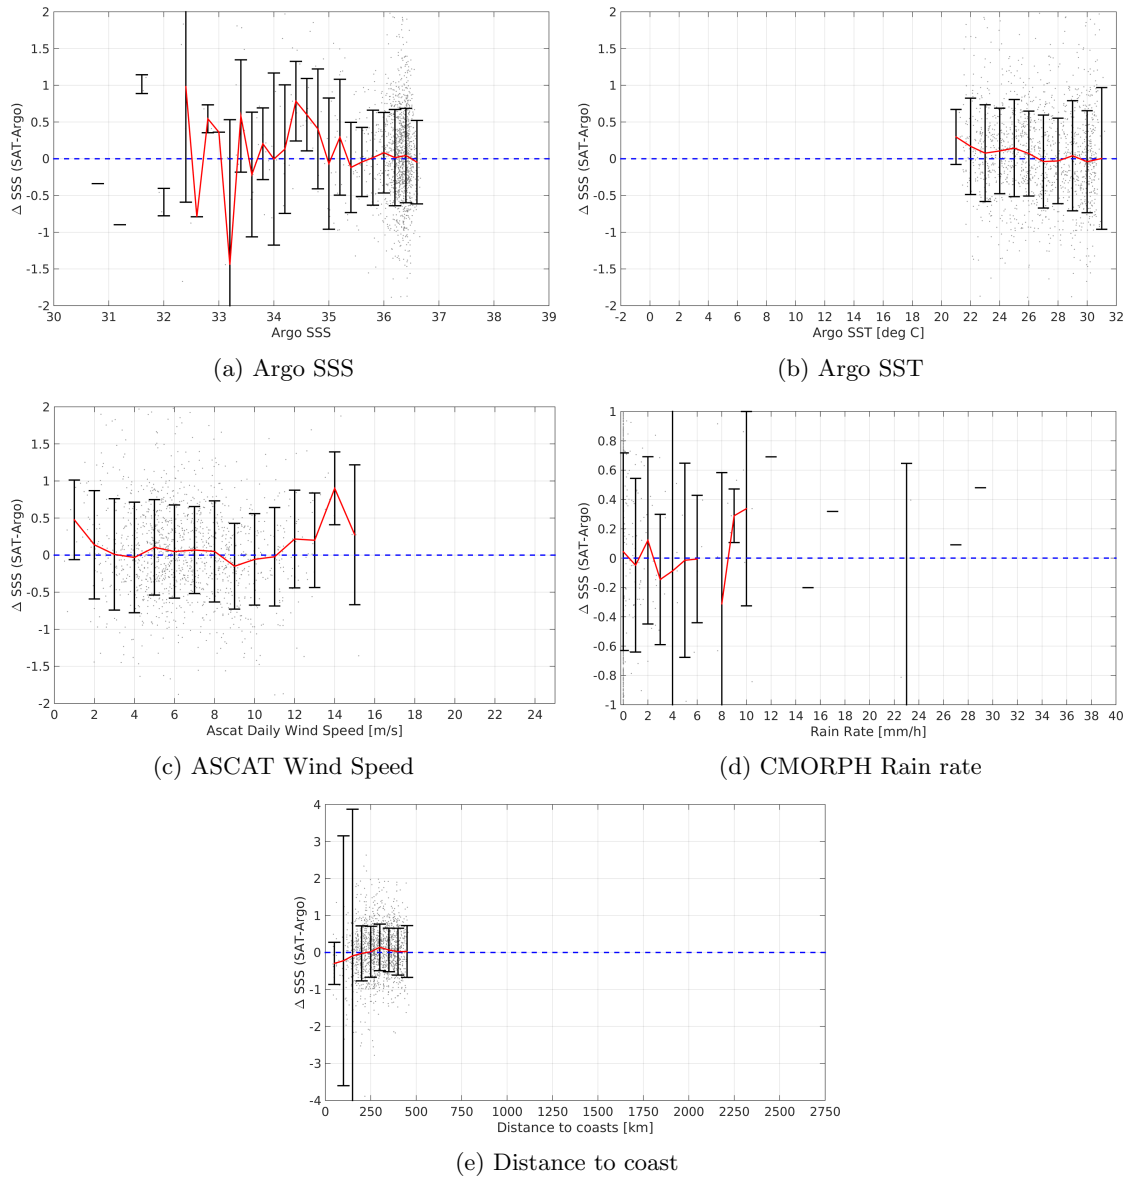 2
1.5
1
0.5
0
-0.5
-1
-1.5
-2
Δ SSS (SAT-Argo)
30 31 32 33 34 35 36 37 38 39
Argo SSS
(a) Argo SSS
2
1.5
1
0.5
0
-0.5
-1
-1.5
-2
Δ SSS (SAT-Argo)
-2 0 2 4 6 8 10 12 14 16 18 20 22 24 26 28 30 32
Argo SST [deg C]
(b) Argo SST
2
1.5
1
0.5
0
-0.5
-1
-1.5
-2
Δ SSS (SAT-Argo)
0 2 4 6 8 10 12 14 16 18 20 22 24
Ascat Daily Wind Speed [m/s]
(c) ASCAT Wind Speed
1
0.8
0.6
0.4
0.2
0
-0.2
-0.4
-0.6
-0.8
-1
Δ SSS (SAT-Argo)
0 2 4 6 8 10 12 14 16 18 20 22 24 26 28 30 32 34 36 38 40
Rain Rate [mm/h]
(d) CMORPH Rain rate
4
3
2
1
0
-1
-2
-3
-4
Δ SSS (SAT-Argo)
0 250 500 750 1000 1250 1500 1750 2000 2250 2500 2750
Distance to coasts [km]
(e) Distance to coast